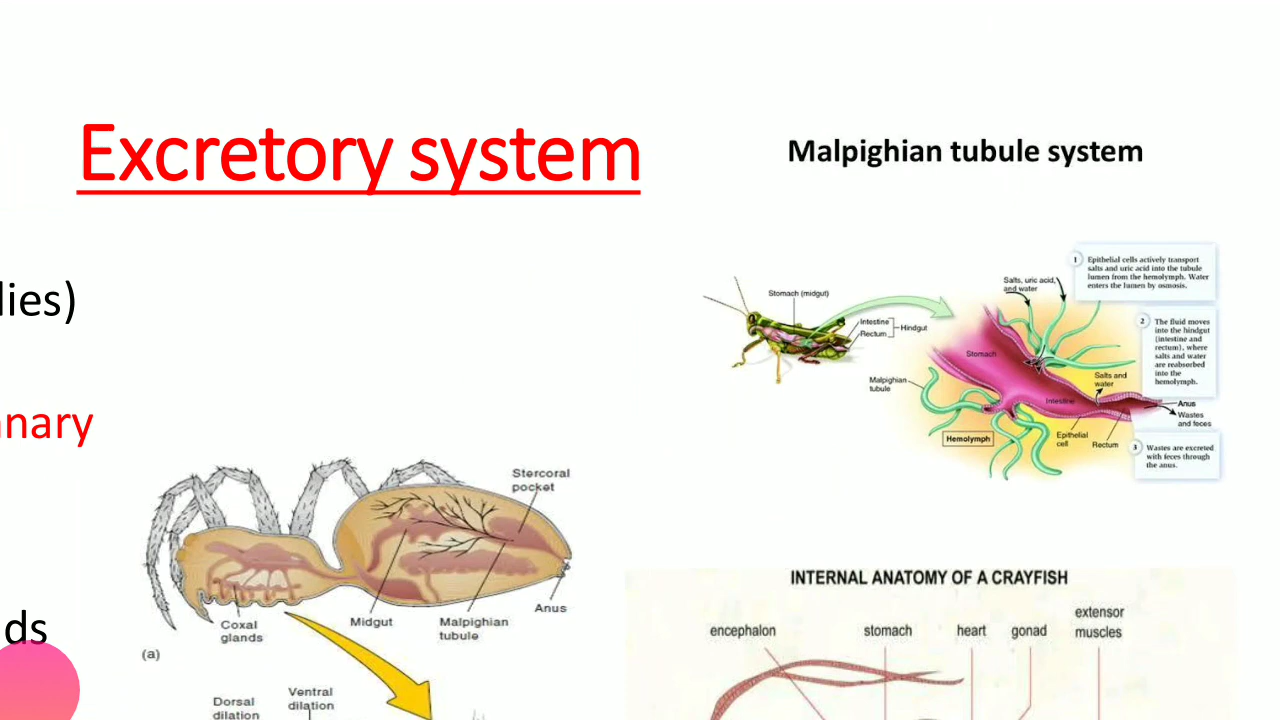 Excretory system
Malpighian tubule system
lies)
nary
ds
Stomach (midgut)
Intestine
Rectum
Hindgut
Salts, uric acid,
and water
1 Epithelial cells actively transport
salts and uric acid into the tubule
lumen from the hemolymph. Water
enters the lumen by osmosis.
2 The fluid moves
into the hindgut
(intestine and
rectum), where
salts and water
are reabsorbed
into the
hemolymph.
Stomach
Malpighian
tubule
Salts and
water
Intestine
Anus
Wastes
and feces
Hemolymph
Epithelial
cell
Rectum
3 Wastes are excreted
with feces through
the anus.
Stercoral
pocket
Coxal
glands
Midgut
Malpighian
tubule
Anus
(a)
Dorsal
dilation
Ventral
dilation
INTERNAL ANATOMY OF A CRAYFISH
encephalon
stomach
heart
gonad
extensor
muscles